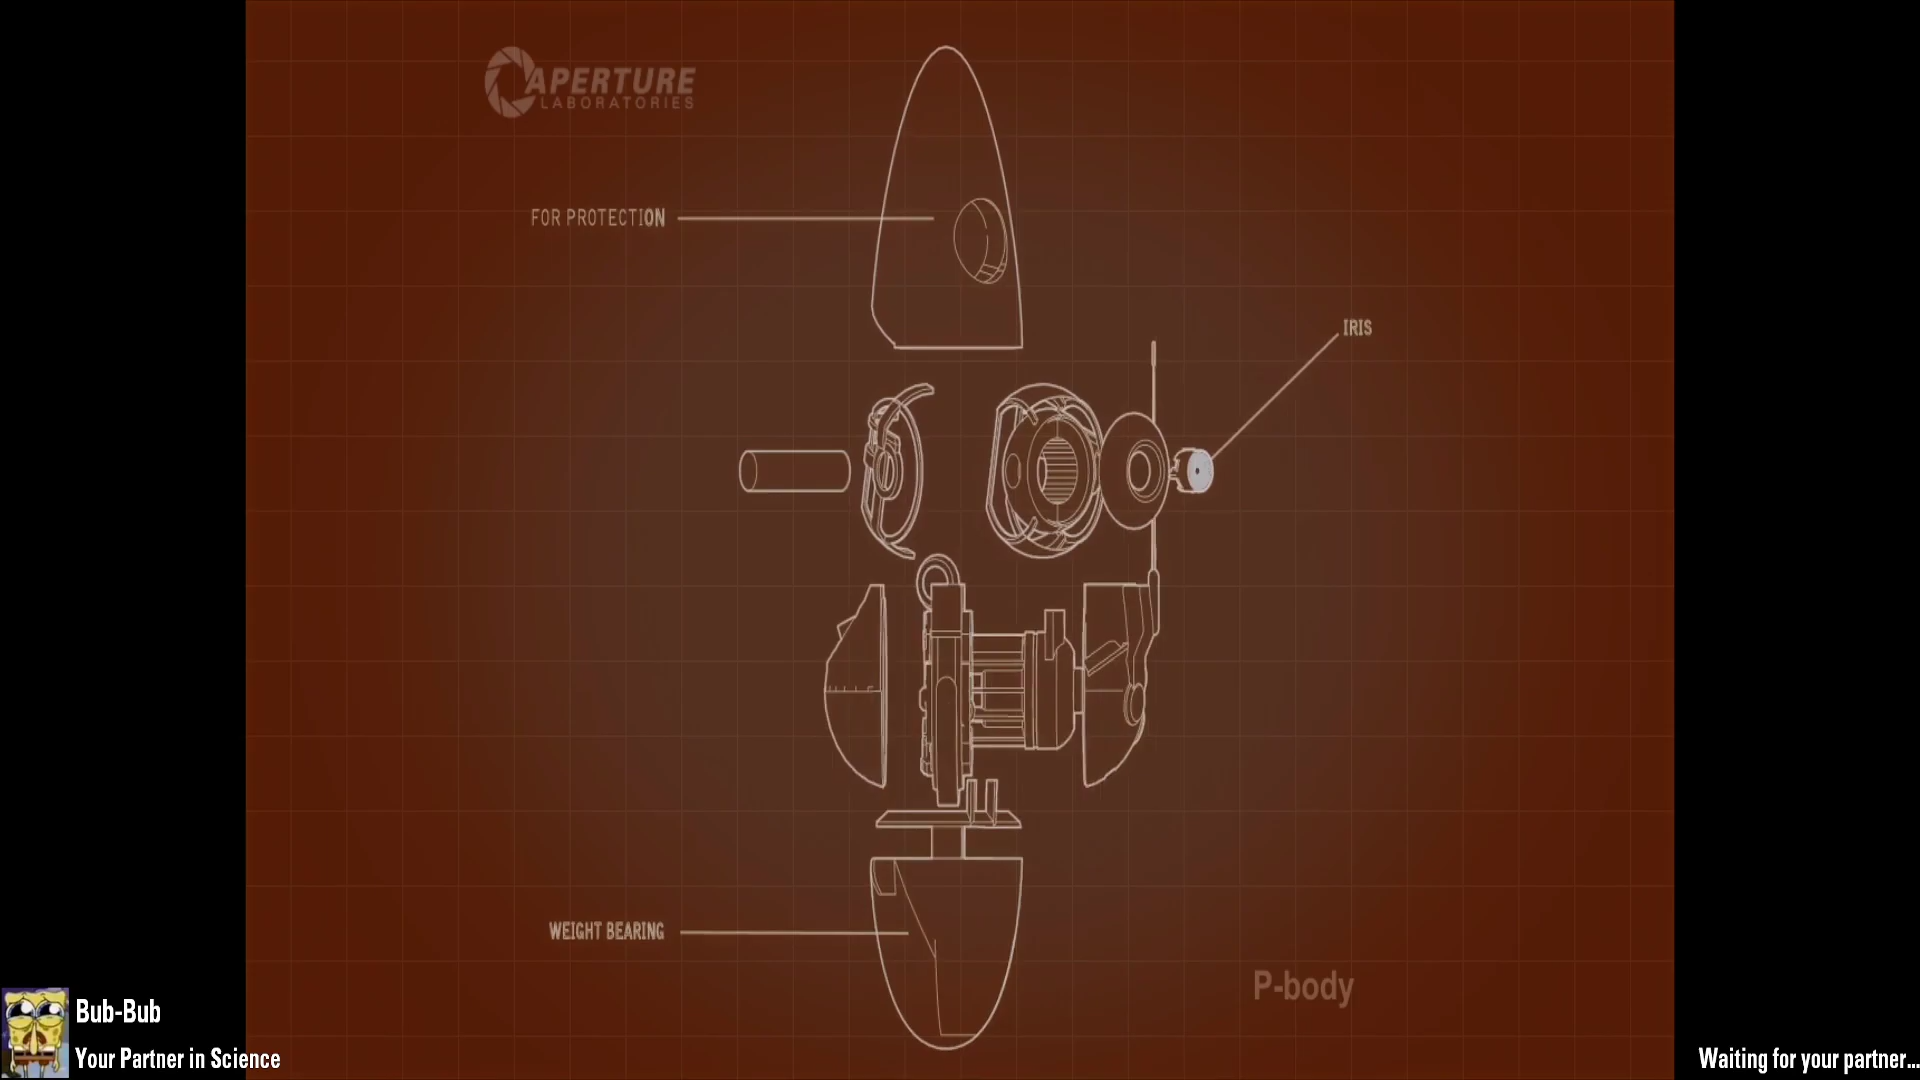 APERTURE
LABORATORIES
FOR PROTECTION
IRIS
WEIGHT BEARING
P-body
Bub-Bub
Your Partner in Science
Waiting for your partner...